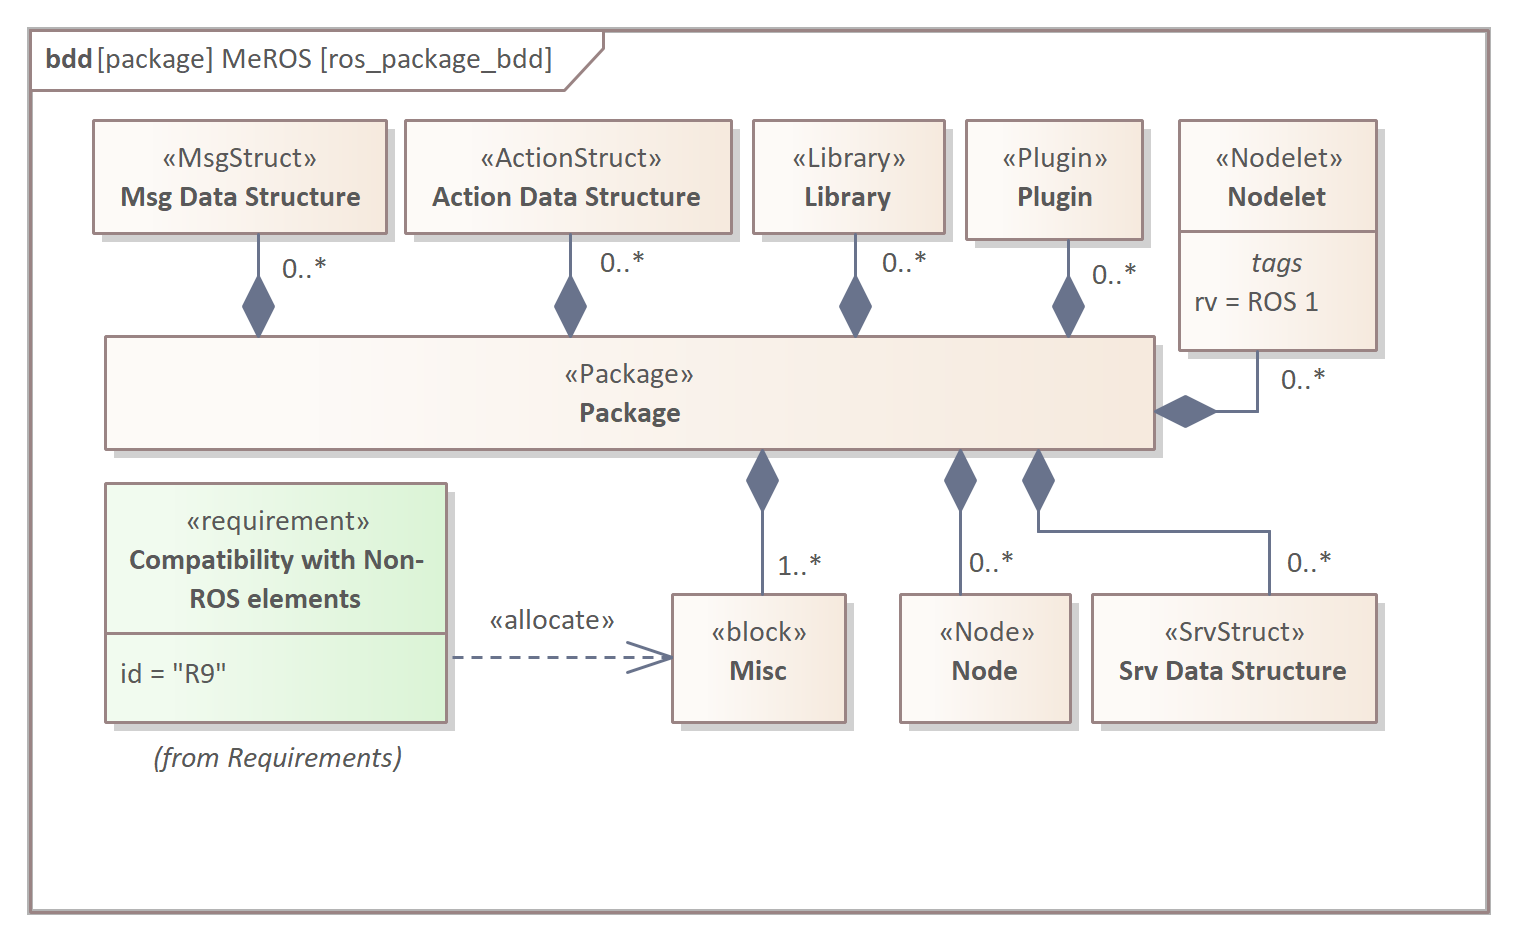 bdd [package] MeROS [ros_package_bdd]
«MsgStruct»
Msg Data Structure
«ActionStruct»
Action Data Structure
«Library»
Library
«Plugin»
Plugin
«Nodelet»
Nodelet
tags
rv = ROS 1
0..*
0..*
0..*
0..*
0..*
«Package»
Package
«requirement»
Compatibility with Non-
ROS elements
id = "R9"
(from Requirements)
«allocate»
1..*
0..*
0..*
«block»
Misc
«Node»
Node
«SrvStruct»
Srv Data Structure